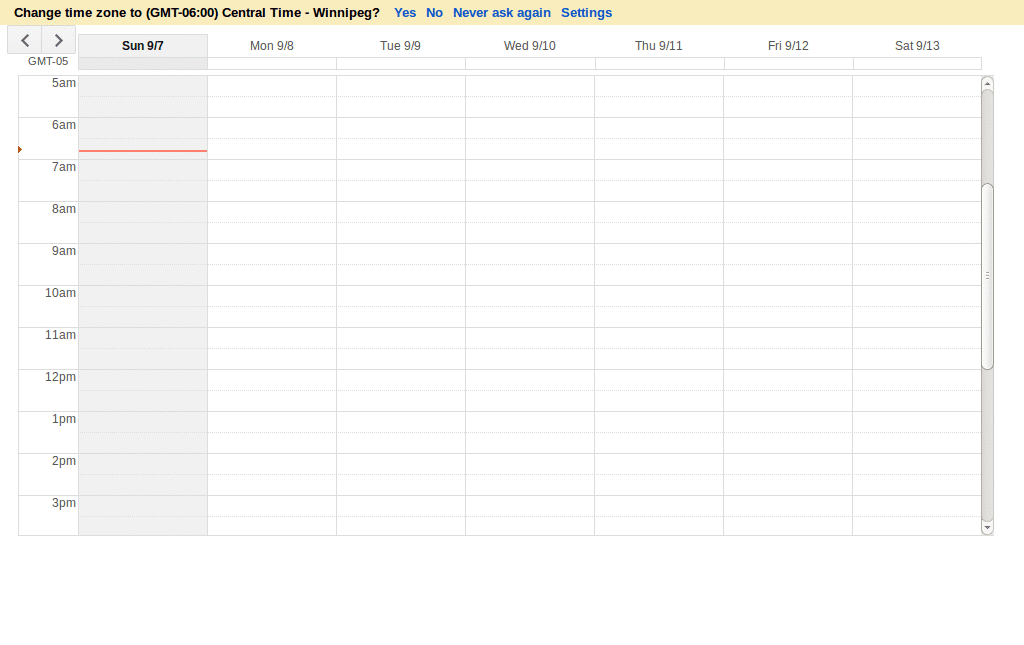 Change time zone to (GMT-06:00) Central Time - Winnipeg? Yes No Never ask again Settings
Sun 9/7 Mon 9/8 Tue 9/9 Wed 9/10 Thu 9/11 Fri 9/12 Sat 9/13
GMT-05
5am
6am
7am
8am
9am
10am
11am
12pm
1pm
2pm
3pm